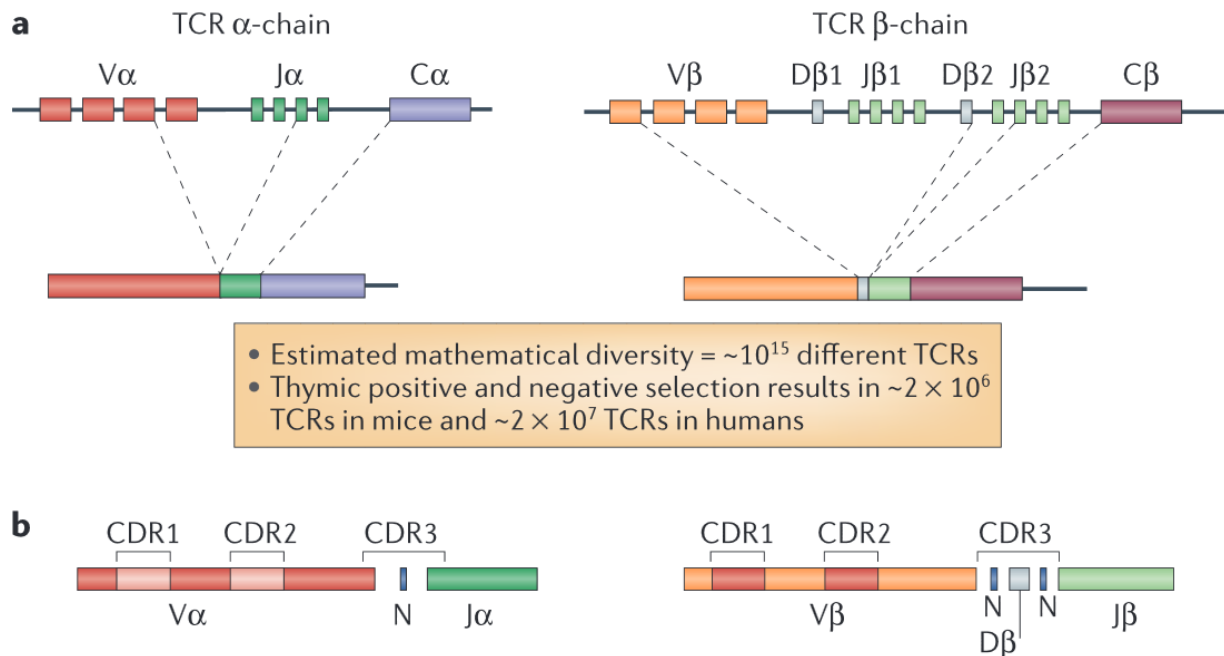 a
TCR α-chain
TCR β-chain
Vα
Jα
Cα
Vβ
Dβ1
Jβ1
Dβ2
Jβ2
Cβ
• Estimated mathematical diversity = ~10¹⁵ different TCRs
• Thymic positive and negative selection results in ~2 × 10⁶
TCRs in mice and ~2 × 10⁷ TCRs in humans
b
CDR1
CDR2
CDR3
CDR1
CDR2
CDR3
Vα
N
Jα
Vβ
N
Dβ
N
Jβ